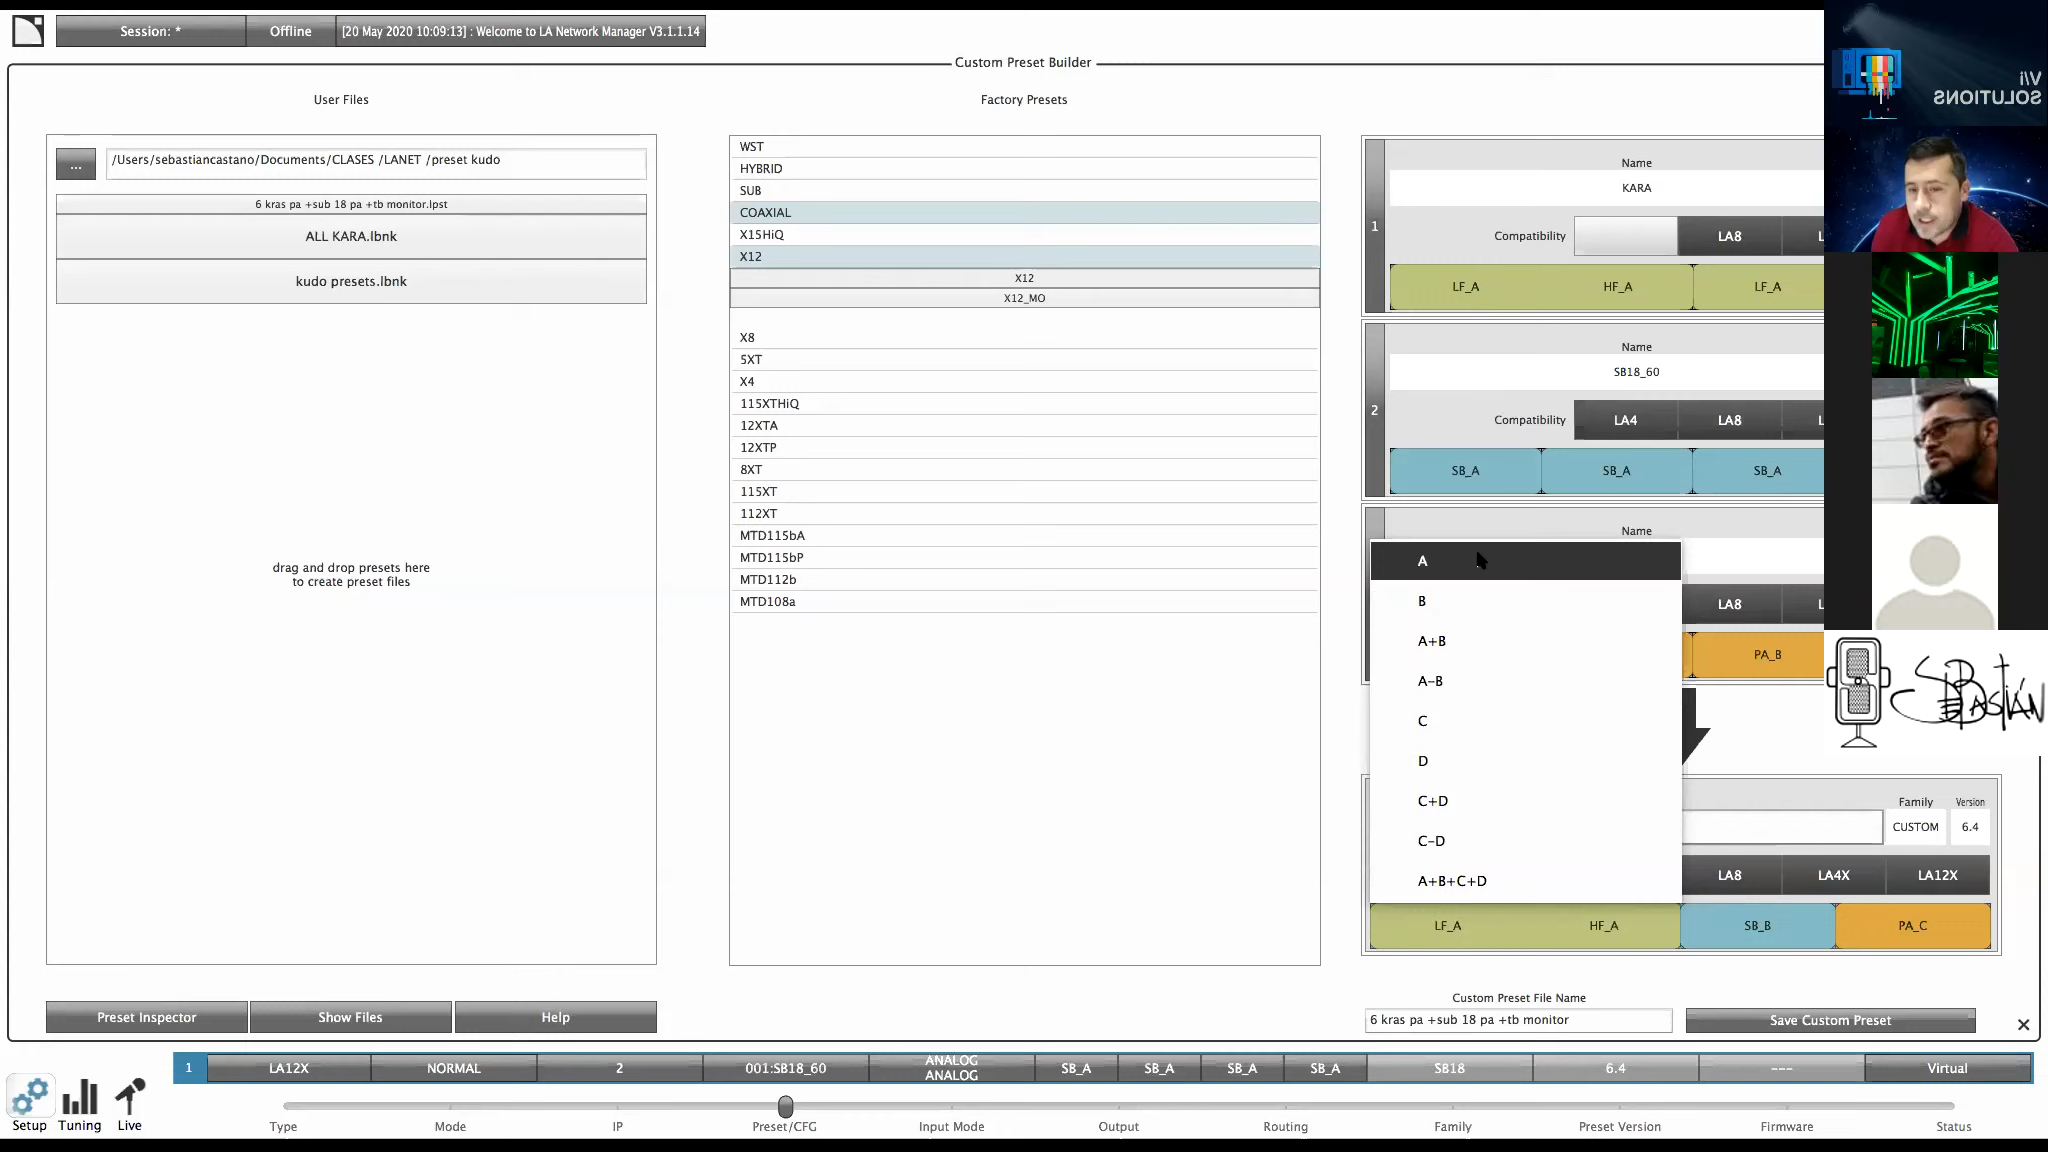 Session: *
Offline
[20 May 2020 10:09:13] : Welcome to LA Network Manager V3.1.1.14
Custom Preset Builder
User Files
Factory Presets
...
/Users/sebastiancastano/Documents/CLASES /LANET /preset kudo
6 kras pa +sub 18 pa +tb monitor.lpst
ALL KARA.lbnk
kudo presets.lbnk
drag and drop presets here
to create preset files
WST
HYBRID
SUB
COAXIAL
X15HiQ
X12
X12
X12_MO
X8
5XT
X4
115XTHiQ
12XTA
12XTP
8XT
115XT
112XT
MTD115bA
MTD115bP
MTD112b
MTD108a
1
Name
KARA
Compatibility
LA8
LF_A
HF_A
LF_A
2
Name
SB18_60
Compatibility
LA4
LA8
SB_A
SB_A
SB_A
Name
LA8
PA_B
A
B
A+B
A-B
C
D
C+D
C-D
A+B+C+D
Family
Version
CUSTOM
6.4
LA8
LA4X
LA12X
LF_A
HF_A
SB_B
PA_C
Custom Preset File Name
6 kras pa +sub 18 pa +tb monitor
Save Custom Preset
Preset Inspector
Show Files
Help
1
LA12X
NORMAL
2
001:SB18_60
ANALOG
ANALOG
SB_A
SB_A
SB_A
SB_A
SB18
6.4
---
Virtual
Setup
Tuning
Live
Type
Mode
IP
Preset/CFG
Input Mode
Output
Routing
Family
Preset Version
Firmware
Status
V/I
SOLUTIONS
SEBASTIÁN